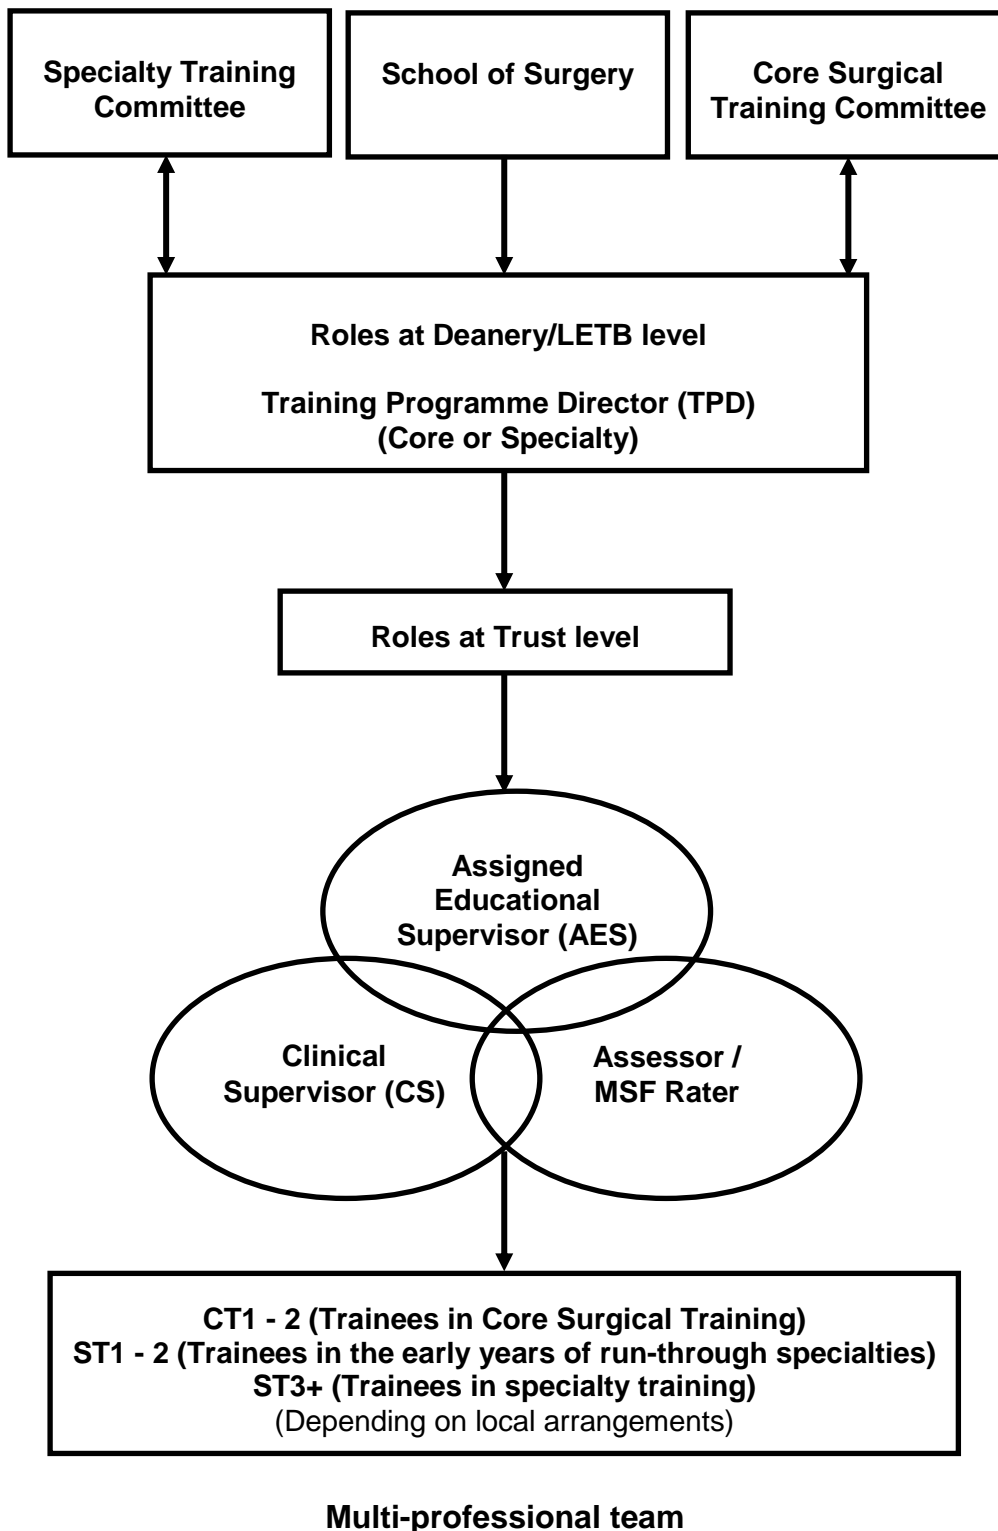 Specialty Training
Committee
School of Surgery
Core Surgical
Training Committee
Roles at Deanery/LETB level
Training Programme Director (TPD)
(Core or Specialty)
Roles at Trust level
Assigned
Educational
Supervisor (AES)
Clinical
Supervisor (CS)
Assessor /
MSF Rater
CT1 - 2 (Trainees in Core Surgical Training)
ST1 - 2 (Trainees in the early years of run-through specialties)
ST3+ (Trainees in specialty training)
(Depending on local arrangements)
Multi-professional team